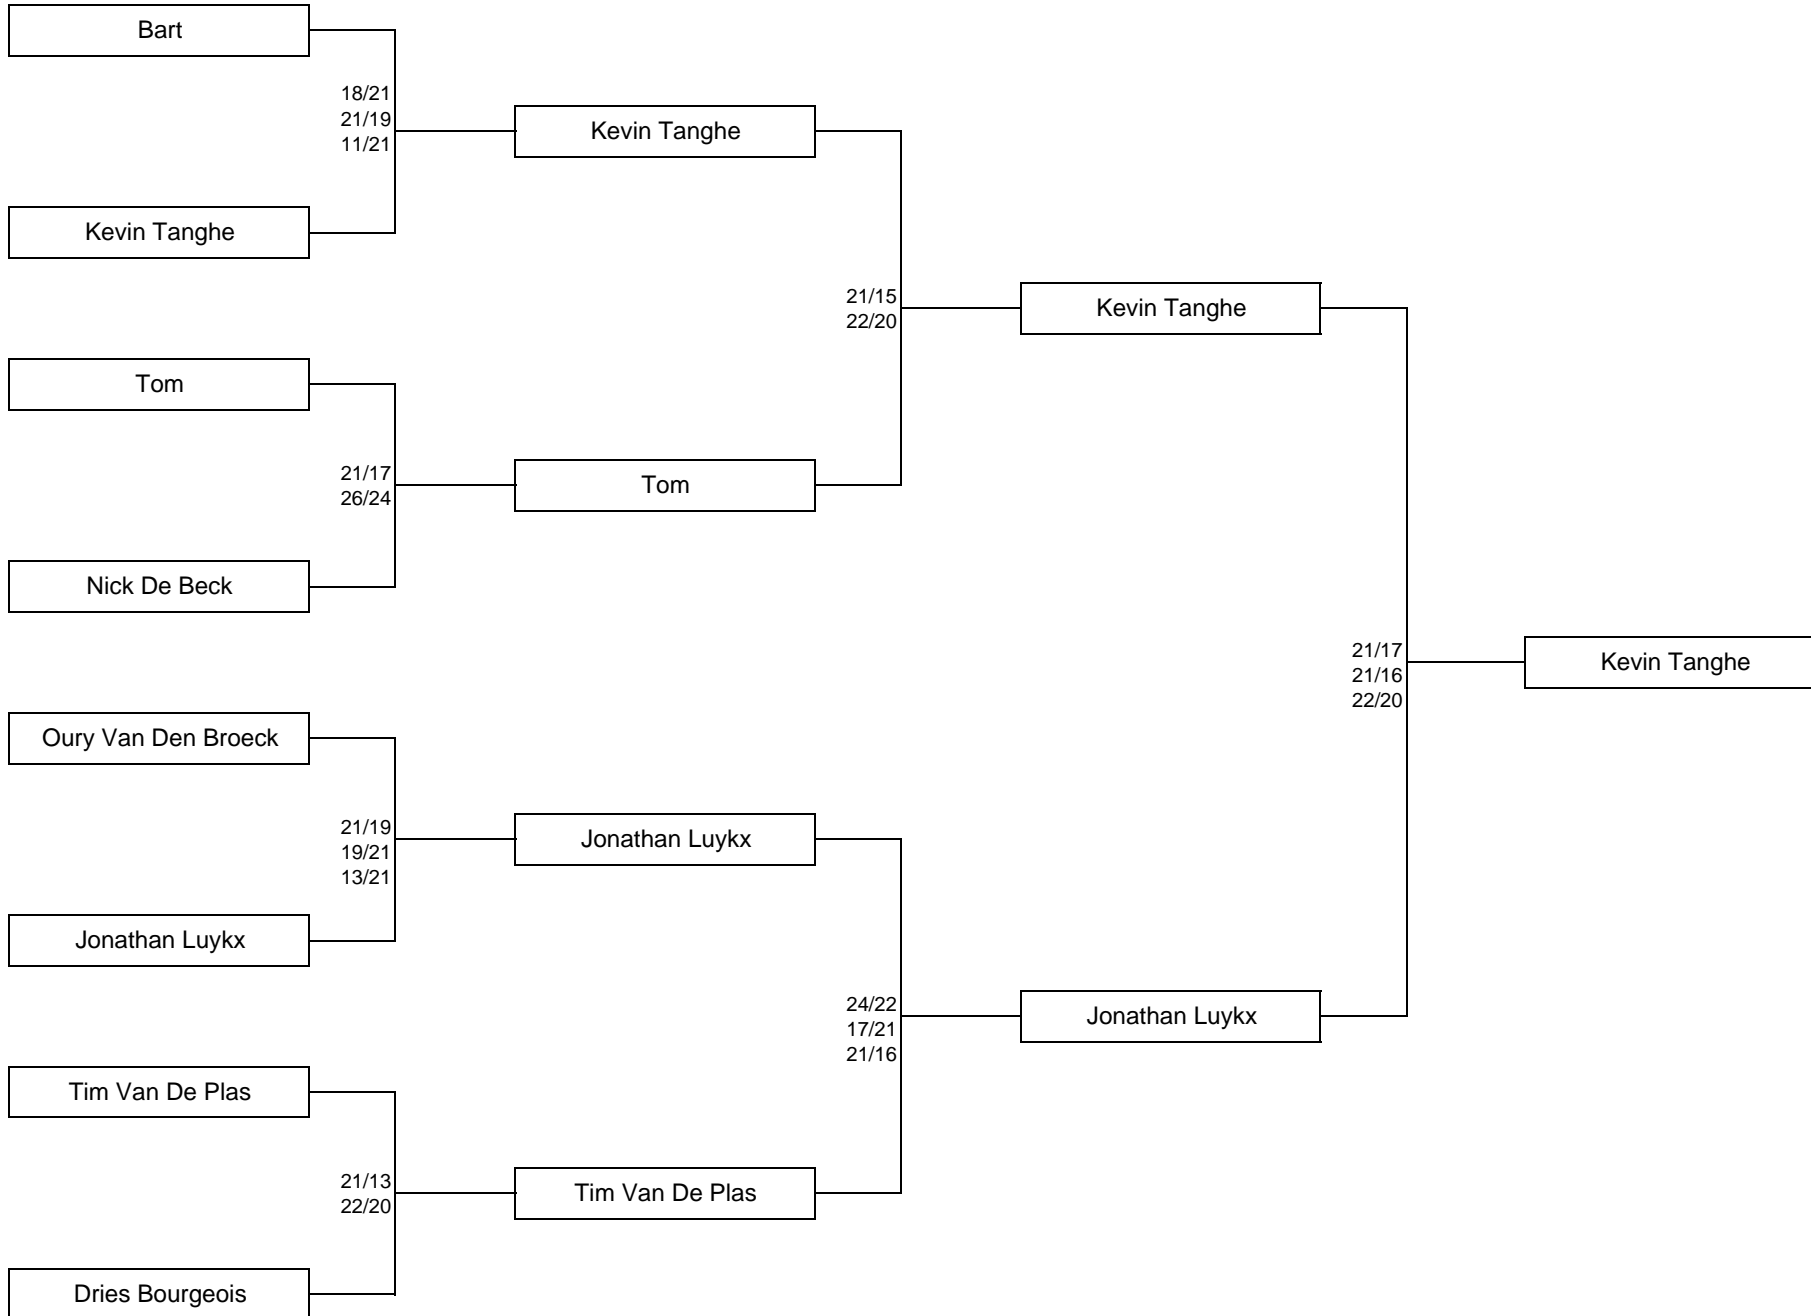 Bart
18/21
21/19
11/21
Kevin Tanghe
Kevin Tanghe
21/15
22/20
Kevin Tanghe
Tom
21/17
26/24
Tom
Nick De Beck
21/17
21/16
22/20
Kevin Tanghe
Oury Van Den Broeck
21/19
19/21
13/21
Jonathan Luykx
Jonathan Luykx
24/22
17/21
21/16
Jonathan Luykx
Tim Van De Plas
21/13
22/20
Tim Van De Plas
Dries Bourgeois